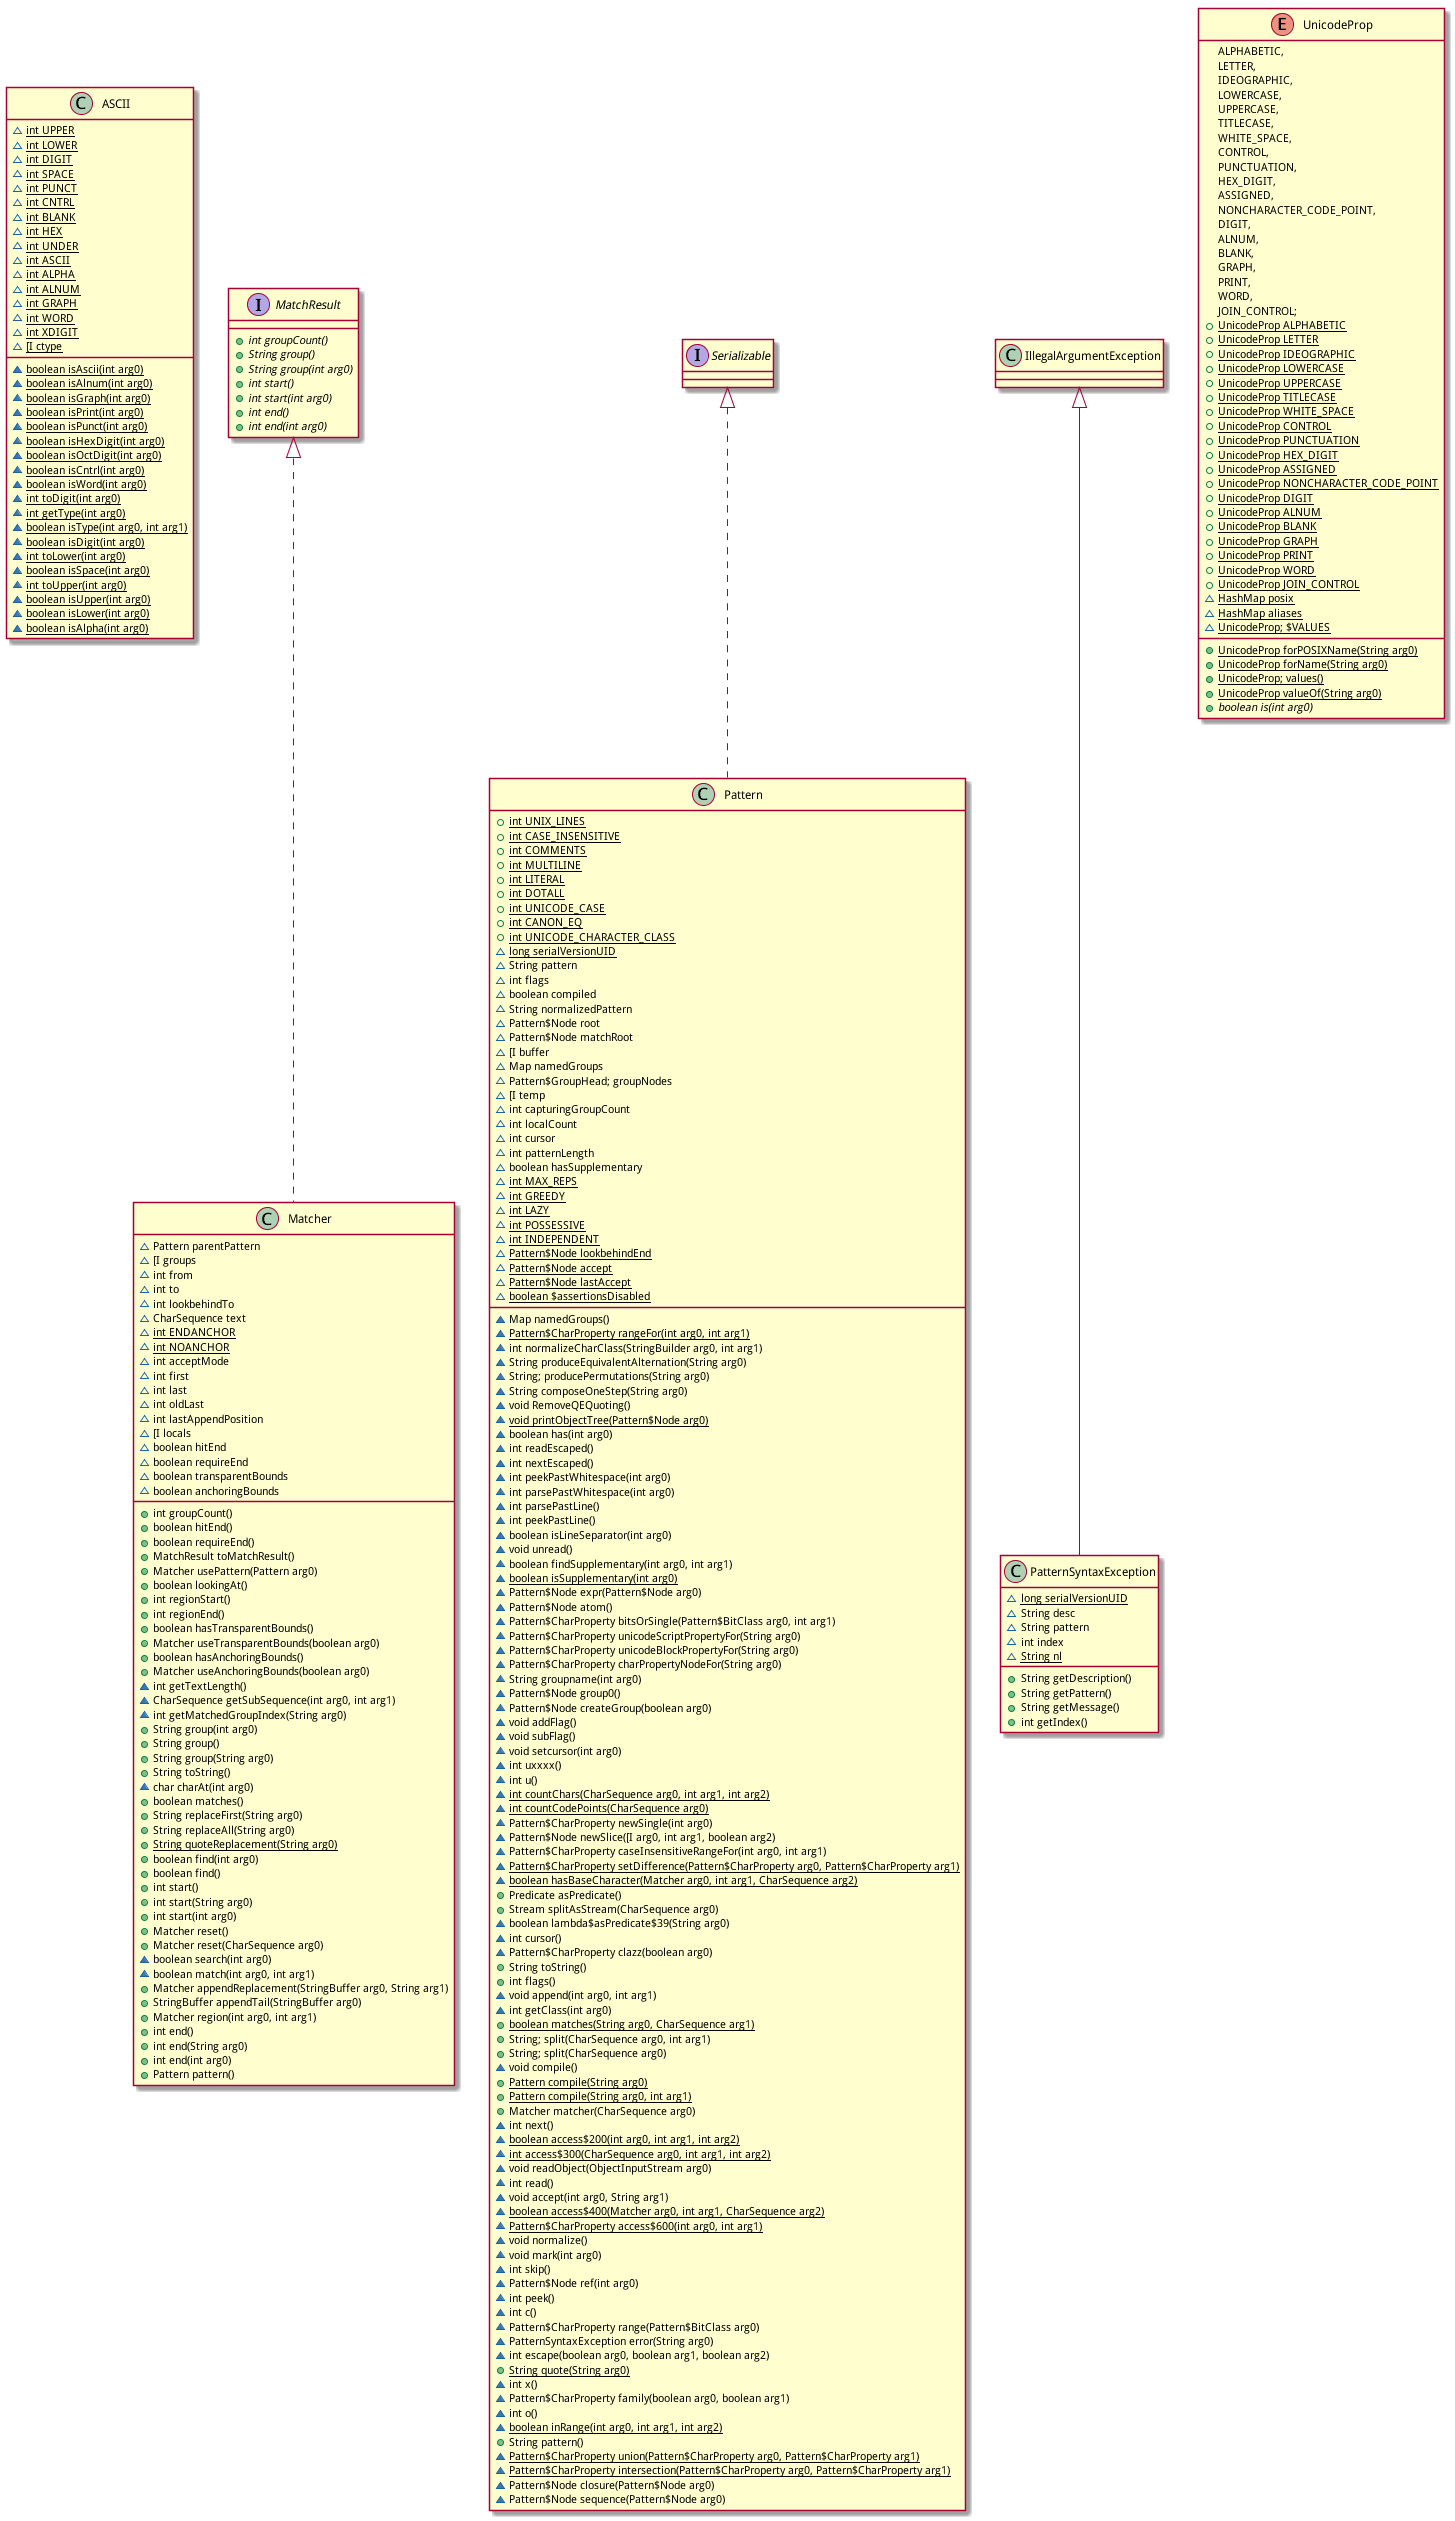 C ASCII
int UPPER
int LOWER
int DIGIT
int SPACE
int PUNCT
int CNTRL
int BLANK
int HEX
int UNDER
int ASCII
int ALPHA
int ALNUM
int GRAPH
int WORD
int XDIGIT
[I ctype
boolean isAscii(int arg0)
boolean isAlnum(int arg0)
boolean isGraph(int arg0)
boolean isPrint(int arg0)
boolean isPunct(int arg0)
boolean isHexDigit(int arg0)
boolean isOctDigit(int arg0)
boolean isCntrl(int arg0)
boolean isWord(int arg0)
int toDigit(int arg0)
int getType(int arg0)
boolean isType(int arg0, int arg1)
boolean isDigit(int arg0)
int toLower(int arg0)
boolean isSpace(int arg0)
int toUpper(int arg0)
boolean isUpper(int arg0)
boolean isLower(int arg0)
boolean isAlpha(int arg0)
I MatchResult
int groupCount()
String group()
String group(int arg0)
int start()
int start(int arg0)
int end()
int end(int arg0)
I Serializable
C IllegalArgumentException
E UnicodeProp
ALPHABETIC,
LETTER,
IDEOGRAPHIC,
LOWERCASE,
UPPERCASE,
TITLECASE,
WHITE_SPACE,
CONTROL,
PUNCTUATION,
HEX_DIGIT,
ASSIGNED,
NONCHARACTER_CODE_POINT,
DIGIT,
ALNUM,
BLANK,
GRAPH,
PRINT,
WORD,
JOIN_CONTROL;
UnicodeProp ALPHABETIC
UnicodeProp LETTER
UnicodeProp IDEOGRAPHIC
UnicodeProp LOWERCASE
UnicodeProp UPPERCASE
UnicodeProp TITLECASE
UnicodeProp WHITE_SPACE
UnicodeProp CONTROL
UnicodeProp PUNCTUATION
UnicodeProp HEX_DIGIT
UnicodeProp ASSIGNED
UnicodeProp NONCHARACTER_CODE_POINT
UnicodeProp DIGIT
UnicodeProp ALNUM
UnicodeProp BLANK
UnicodeProp GRAPH
UnicodeProp PRINT
UnicodeProp WORD
UnicodeProp JOIN_CONTROL
HashMap posix
HashMap aliases
UnicodeProp; $VALUES
UnicodeProp forPOSIXName(String arg0)
UnicodeProp forName(String arg0)
UnicodeProp; values()
UnicodeProp valueOf(String arg0)
boolean is(int arg0)
C Matcher
Pattern parentPattern
[I groups
int from
int to
int lookbehindTo
CharSequence text
int ENDANCHOR
int NOANCHOR
int acceptMode
int first
int last
int oldLast
int lastAppendPosition
[I locals
boolean hitEnd
boolean requireEnd
boolean transparentBounds
boolean anchoringBounds
int groupCount()
boolean hitEnd()
boolean requireEnd()
MatchResult toMatchResult()
Matcher usePattern(Pattern arg0)
boolean lookingAt()
int regionStart()
int regionEnd()
boolean hasTransparentBounds()
Matcher useTransparentBounds(boolean arg0)
boolean hasAnchoringBounds()
Matcher useAnchoringBounds(boolean arg0)
int getTextLength()
CharSequence getSubSequence(int arg0, int arg1)
int getMatchedGroupIndex(String arg0)
String group(int arg0)
String group()
String group(String arg0)
String toString()
char charAt(int arg0)
boolean matches()
String replaceFirst(String arg0)
String replaceAll(String arg0)
String quoteReplacement(String arg0)
boolean find(int arg0)
boolean find()
int start()
int start(String arg0)
int start(int arg0)
Matcher reset()
Matcher reset(CharSequence arg0)
boolean search(int arg0)
boolean match(int arg0, int arg1)
Matcher appendReplacement(StringBuffer arg0, String arg1)
StringBuffer appendTail(StringBuffer arg0)
Matcher region(int arg0, int arg1)
int end()
int end(String arg0)
int end(int arg0)
Pattern pattern()
C Pattern
int UNIX_LINES
int CASE_INSENSITIVE
int COMMENTS
int MULTILINE
int LITERAL
int DOTALL
int UNICODE_CASE
int CANON_EQ
int UNICODE_CHARACTER_CLASS
long serialVersionUID
String pattern
int flags
boolean compiled
String normalizedPattern
Pattern$Node root
Pattern$Node matchRoot
[I buffer
Map namedGroups
Pattern$GroupHead; groupNodes
[I temp
int capturingGroupCount
int localCount
int cursor
int patternLength
boolean hasSupplementary
int MAX_REPS
int GREEDY
int LAZY
int POSSESSIVE
int INDEPENDENT
Pattern$Node lookbehindEnd
Pattern$Node accept
Pattern$Node lastAccept
boolean $assertionsDisabled
Map namedGroups()
Pattern$CharProperty rangeFor(int arg0, int arg1)
int normalizeCharClass(StringBuilder arg0, int arg1)
String produceEquivalentAlternation(String arg0)
String; producePermutations(String arg0)
String composeOneStep(String arg0)
void RemoveQEQuoting()
void printObjectTree(Pattern$Node arg0)
boolean has(int arg0)
int readEscaped()
int nextEscaped()
int peekPastWhitespace(int arg0)
int parsePastWhitespace(int arg0)
int parsePastLine()
int peekPastLine()
boolean isLineSeparator(int arg0)
void unread()
boolean findSupplementary(int arg0, int arg1)
boolean isSupplementary(int arg0)
Pattern$Node expr(Pattern$Node arg0)
Pattern$Node atom()
Pattern$CharProperty bitsOrSingle(Pattern$BitClass arg0, int arg1)
Pattern$CharProperty unicodeScriptPropertyFor(String arg0)
Pattern$CharProperty unicodeBlockPropertyFor(String arg0)
Pattern$CharProperty charPropertyNodeFor(String arg0)
String groupname(int arg0)
Pattern$Node group0()
Pattern$Node createGroup(boolean arg0)
void addFlag()
void subFlag()
void setcursor(int arg0)
int uxxxx()
int u()
int countChars(CharSequence arg0, int arg1, int arg2)
int countCodePoints(CharSequence arg0)
Pattern$CharProperty newSingle(int arg0)
Pattern$Node newSlice([I arg0, int arg1, boolean arg2)
Pattern$CharProperty caseInsensitiveRangeFor(int arg0, int arg1)
Pattern$CharProperty setDifference(Pattern$CharProperty arg0, Pattern$CharProperty arg1)
boolean hasBaseCharacter(Matcher arg0, int arg1, CharSequence arg2)
Predicate asPredicate()
Stream splitAsStream(CharSequence arg0)
boolean lambda$asPredicate$39(String arg0)
int cursor()
Pattern$CharProperty clazz(boolean arg0)
String toString()
int flags()
void append(int arg0, int arg1)
int getClass(int arg0)
boolean matches(String arg0, CharSequence arg1)
String; split(CharSequence arg0, int arg1)
String; split(CharSequence arg0)
void compile()
Pattern compile(String arg0)
Pattern compile(String arg0, int arg1)
Matcher matcher(CharSequence arg0)
int next()
boolean access$200(int arg0, int arg1, int arg2)
int access$300(CharSequence arg0, int arg1, int arg2)
void readObject(ObjectInputStream arg0)
int read()
void accept(int arg0, String arg1)
boolean access$400(Matcher arg0, int arg1, CharSequence arg2)
Pattern$CharProperty access$600(int arg0, int arg1)
void normalize()
void mark(int arg0)
int skip()
Pattern$Node ref(int arg0)
int peek()
int c()
Pattern$CharProperty range(Pattern$BitClass arg0)
PatternSyntaxException error(String arg0)
int escape(boolean arg0, boolean arg1, boolean arg2)
String quote(String arg0)
int x()
Pattern$CharProperty family(boolean arg0, boolean arg1)
int o()
boolean inRange(int arg0, int arg1, int arg2)
String pattern()
Pattern$CharProperty union(Pattern$CharProperty arg0, Pattern$CharProperty arg1)
Pattern$CharProperty intersection(Pattern$CharProperty arg0, Pattern$CharProperty arg1)
Pattern$Node closure(Pattern$Node arg0)
Pattern$Node sequence(Pattern$Node arg0)
C PatternSyntaxException
long serialVersionUID
String desc
String pattern
int index
String nl
String getDescription()
String getPattern()
String getMessage()
int getIndex()